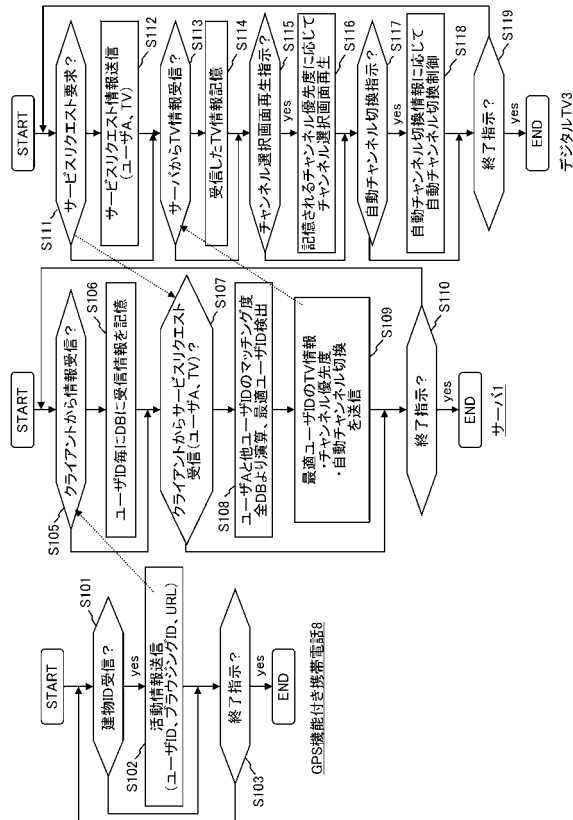 START
S101
建物ID受信?
yes
S102
活動情報送信
(ユーザID、ブラウジングID、URL)
終了指示?
S103
yes
END
GPS機能付き携帯電話8
START
S105
クライアントから情報受信?
S106
ユーザID毎にDBに受信情報を記憶
クライアントからサービスリクエスト
受信(ユーザA、TV)?
S107
S108
ユーザAと他ユーザIDのマッチング度
全DBより演算、最適ユーザID検出
最適ユーザIDのTV情報
・チャンネル優先度
・自動チャンネル切換
を送信
S109
終了指示?
S110
yes
END
サーバ1
START
S111
サービスリクエスト要求?
S112
サービスリクエスト情報送信
(ユーザA、TV)
サーバからTV情報受信?
S113
受信したTV情報記憶
S114
チャンネル選択画面再生指示?
S115
yes
記憶されるチャンネル優先度に応じて
チャンネル選択画面再生
S116
自動チャンネル切換指示?
S117
yes
自動チャンネル切換情報に応じて
自動チャンネル切換制御
S118
終了指示?
S119
yes
END
デジタルTV3